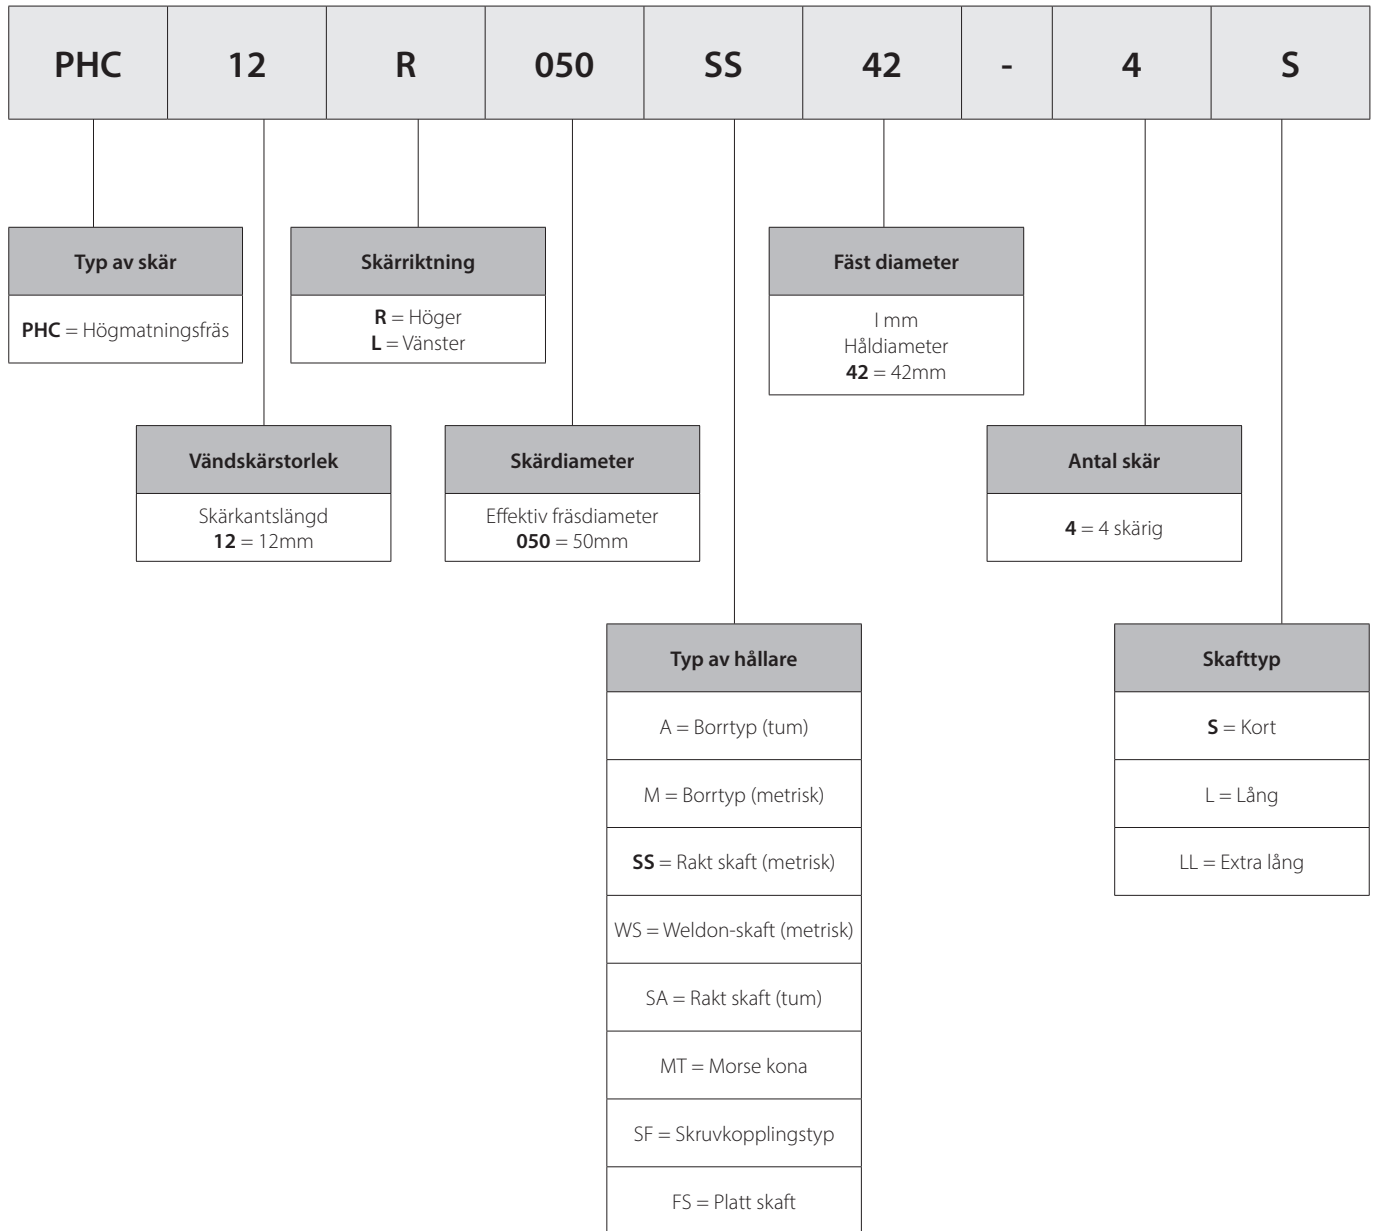 PHC 12 R 050 SS 42 - 4 S
Typ av skär
PHC = Högmatningsfräs
Skärriktning
R = Höger
L = Vänster
Fäst diameter
I mm
Håldiameter
42 = 42mm
Vändskärstorlek
Skärkantslängd
12 = 12mm
Skärdiameter
Effektiv fräsdiameter
050 = 50mm
Antal skär
4 = 4 skärig
Typ av hållare
A = Borrtyp (tum)
M = Borrtyp (metrisk)
SS = Rakt skaft (metrisk)
WS = Weldon-skaft (metrisk)
SA = Rakt skaft (tum)
MT = Morse kona
SF = Skruvkopplingstyp
FS = Platt skaft
Skafttyp
S = Kort
L = Lång
LL = Extra lång